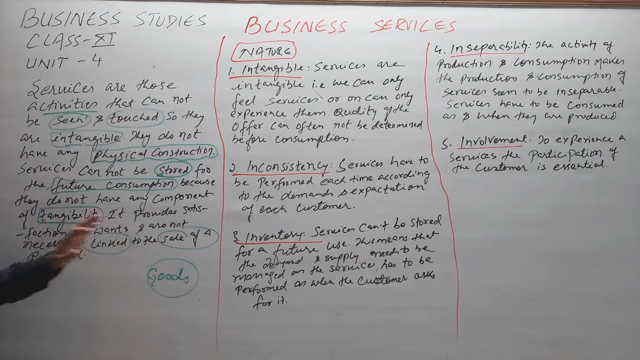 BUSINESS STUDIES
CLASS-XI
UNIT - 4
Services are those
activities that can not
be seen & touched so they
are intangible. They do not
have any Physical Construction
Services can not be stored for
the future consumption because
they do not have any component
of tangibility. It provides satis-
-faction wants & are not
linked to the sale of a
Goods
BUSINESS SERVICES
NATURE
1. Intangible: Services are
intangible i.e we can only
feel services or on can only
experience them Quality of the
offer can often not be determined
before consumption.
2. Inconsistency: Services have to
be Performed each time according
to the demands & expactation
of each Customer.
3. Inventory: Service Can't be stored
for a future use. This means that
the demand & supply needs to be
managed as the services has to be
Performed as when the Customer asks
for it.
4. Inseparability: The activity of
Production & Consumption makes
the Production & Consumption of
Services seem to be inseparable.
Services have to be Consumed
as & when they are produced.
5. Involvement: To experience a
Services the Participation of
the Customer is essential.